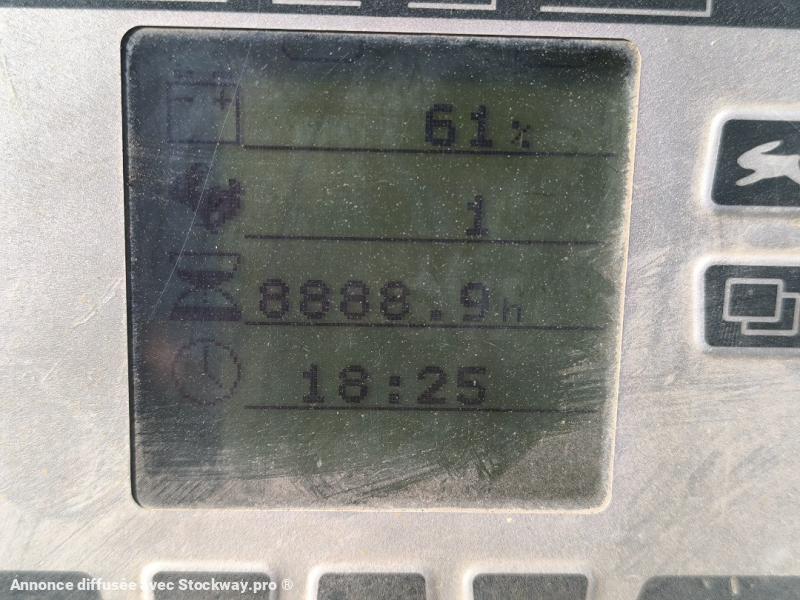 61%
1
8888.9h
18:25
Annonce diffusée avec Stockway.pro ®